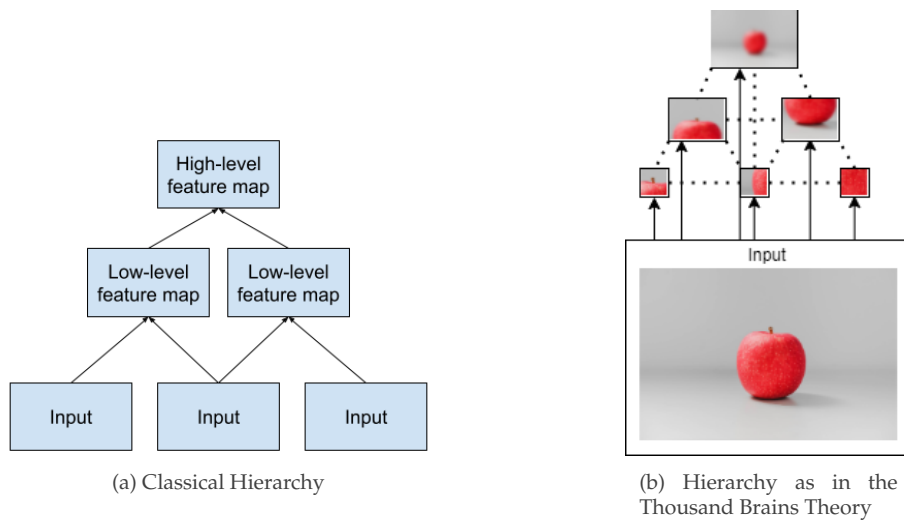 High-level
feature map
Low-level
feature map
Low-level
feature map
Input
Input
Input
(a) Classical Hierarchy
Input
(b) Hierarchy as in the
Thousand Brains Theory